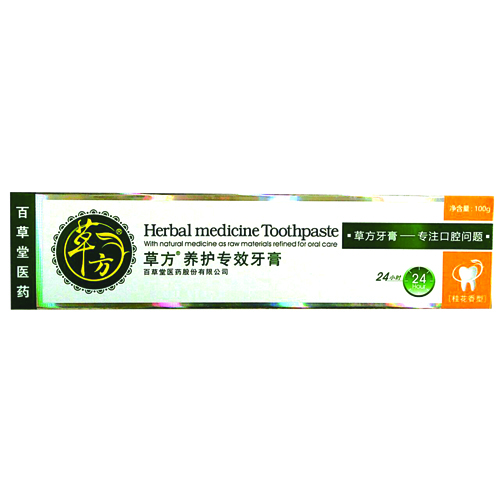 百草堂医药
草方
Herbal medicine Toothpaste
With natural medicine as raw materials refined for oral care
草方®养护专效牙膏
百草堂医药股份有限公司
24小时
24
净含量:100g
草方牙膏——专注口腔问题
[桂花香型]